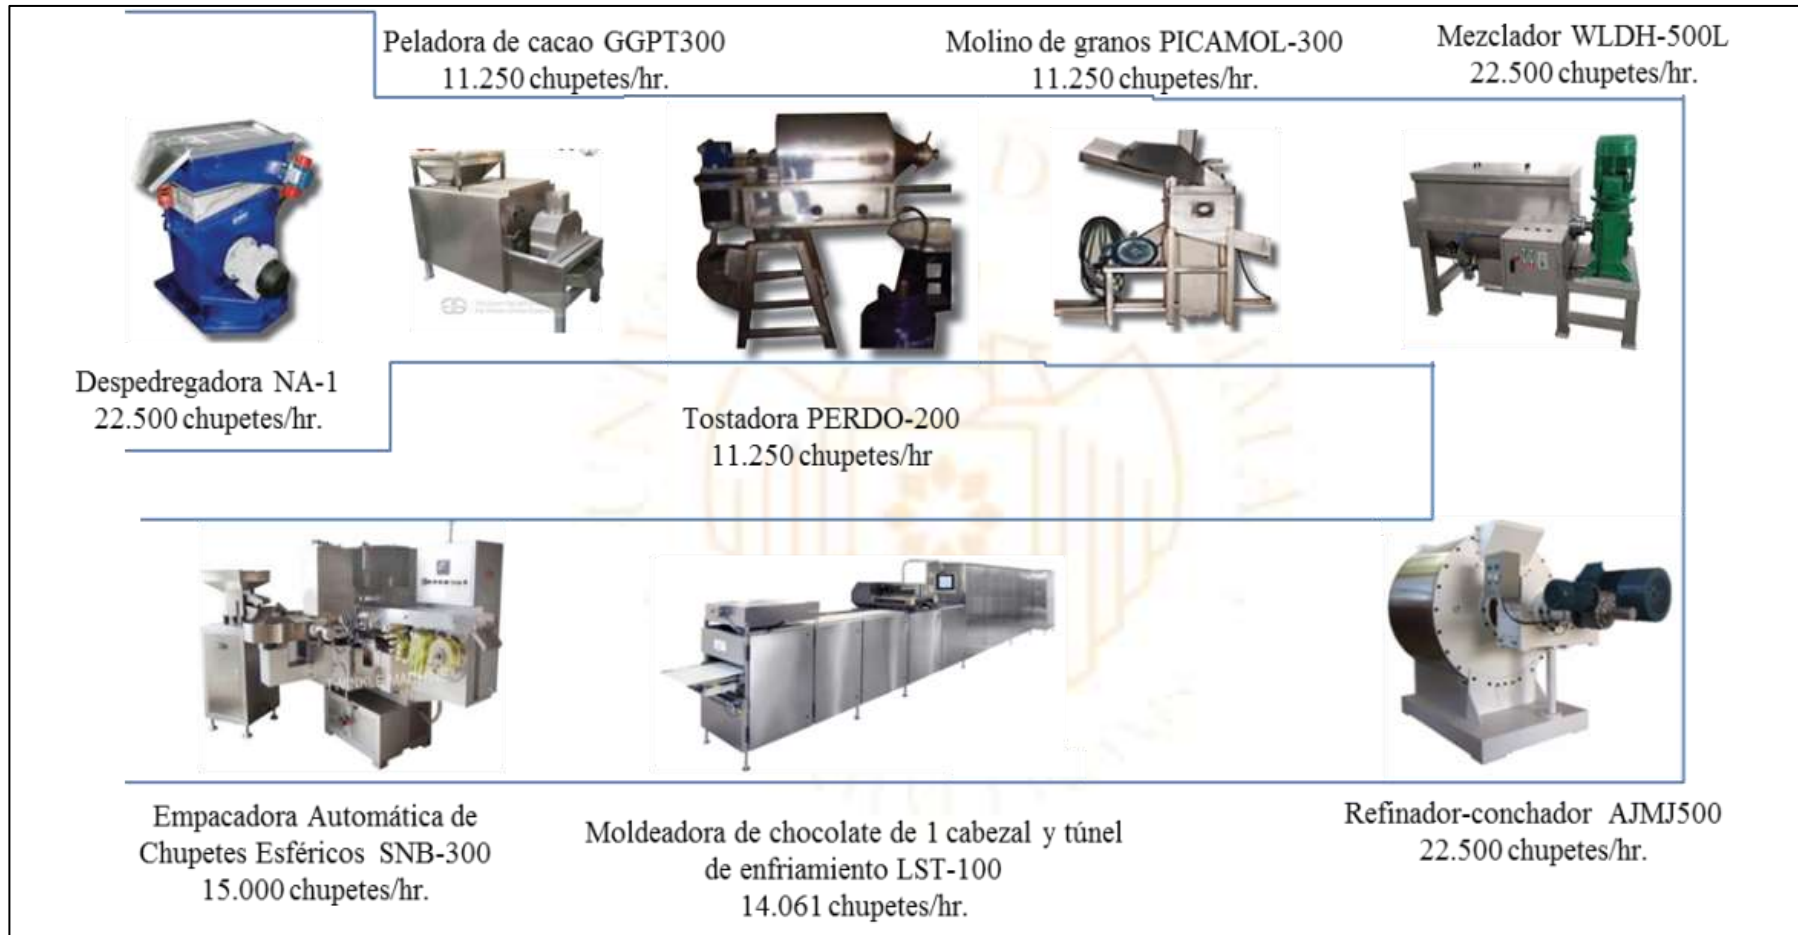 Peladora de cacao GGPT300
11.250 chupetes/hr.
Molino de granos PICAMOL-300
11.250 chupetes/hr.
Mezclador WLDH-500L
22.500 chupetes/hr.
Despedregadora NA-1
22.500 chupetes/hr.
Tostadora PERDO-200
11.250 chupetes/hr
Empacadora Automática de
Chupetes Esféricos SNB-300
15.000 chupetes/hr.
Moldeadora de chocolate de 1 cabezal y túnel
de enfriamiento LST-100
14.061 chupetes/hr.
Refinador-conchador AJMJ500
22.500 chupetes/hr.